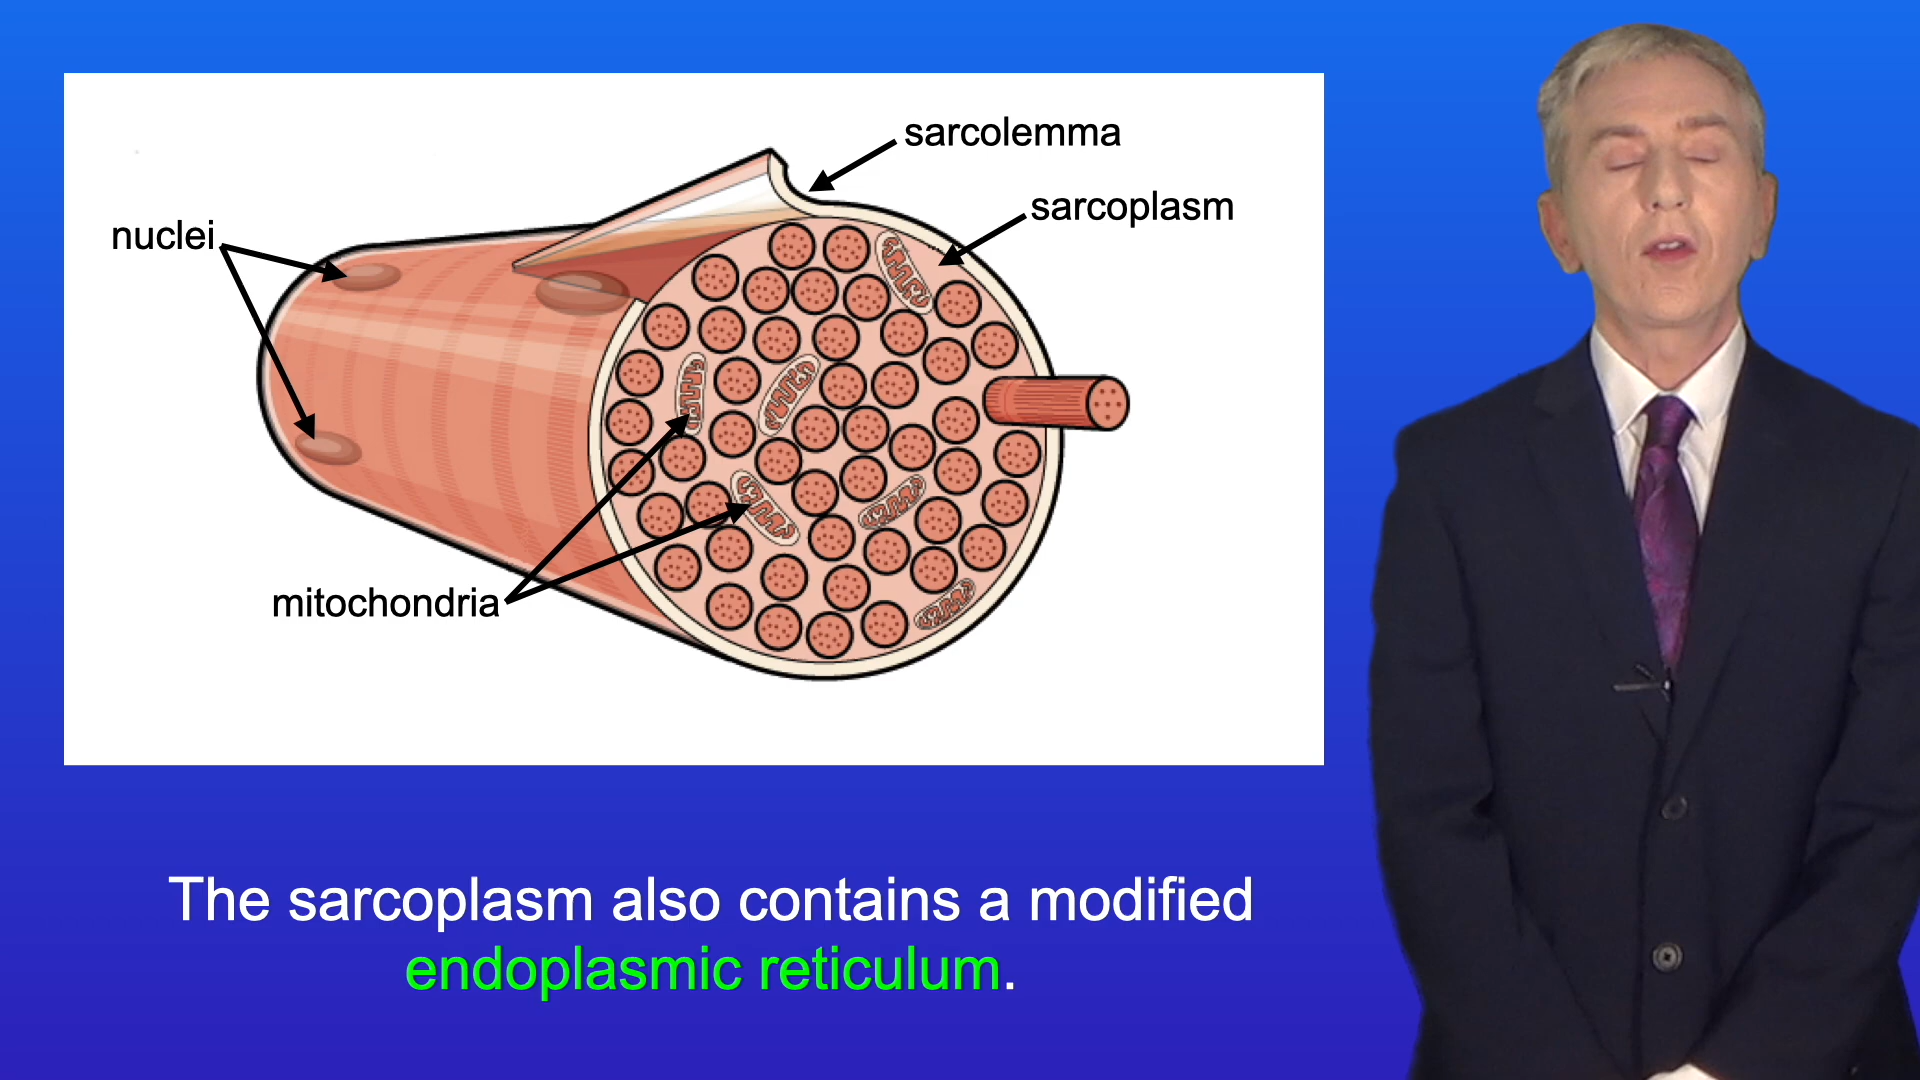 sarcolemma
sarcoplasm
nuclei
mitochondria
The sarcoplasm also contains a modified
endoplasmic reticulum.